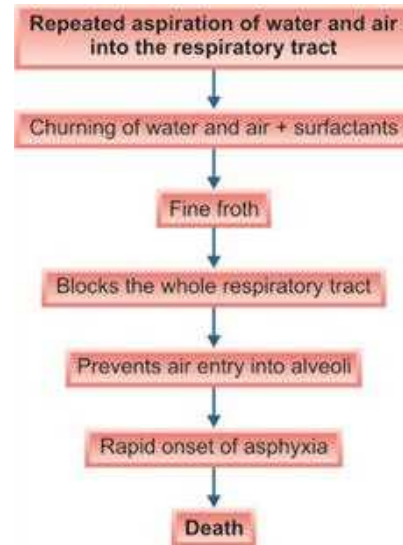 Repeated aspiration of water and air
into the respiratory tract
Churning of water and air + surfactants
Fine froth
Blocks the whole respiratory tract
Prevents air entry into alveoli
Rapid onset of asphyxia
Death